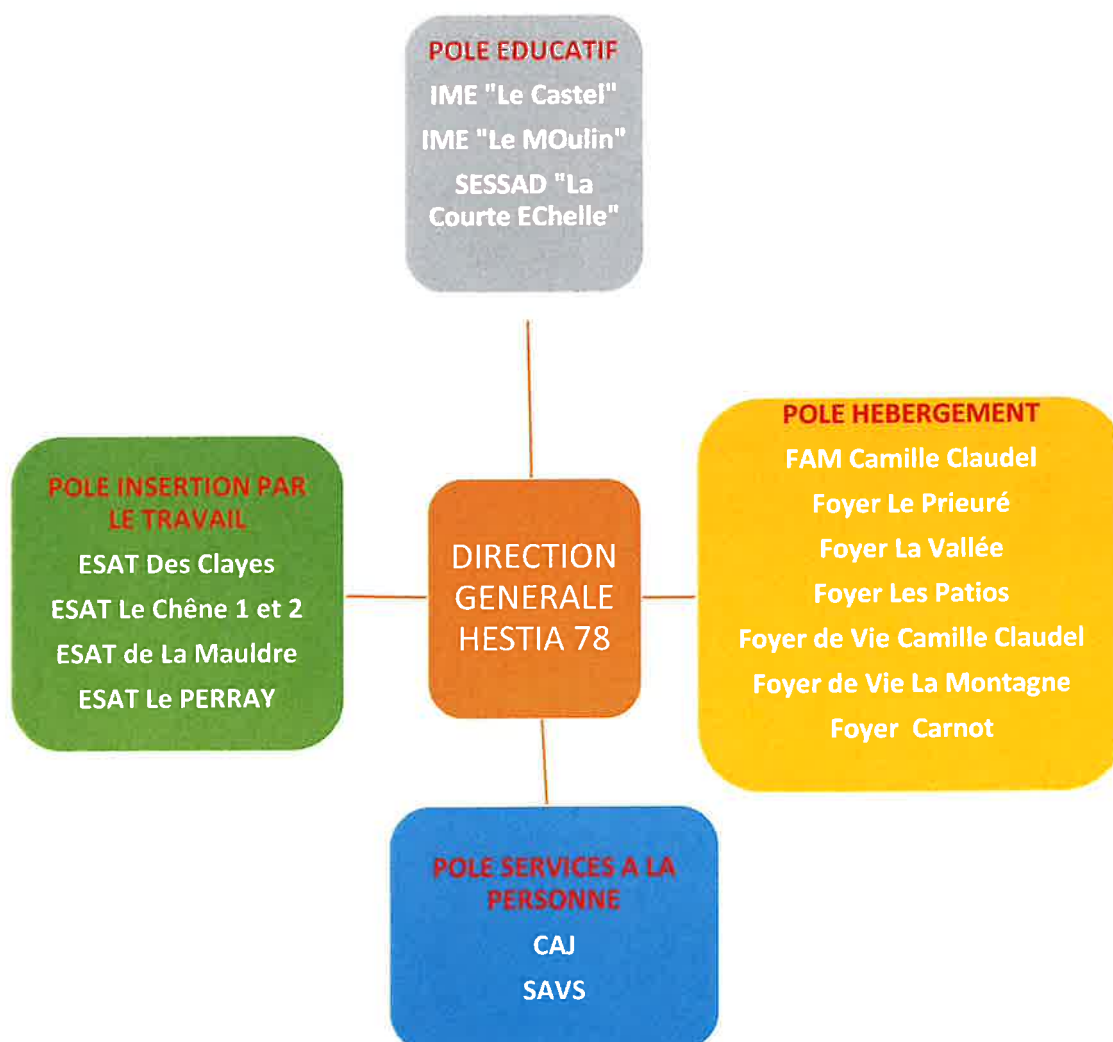 POLE EDUCATIF
IME "Le Castel"
IME "Le MOulin"
SESSAD "La
Courte EChelle"
POLE INSERTION PAR
LE TRAVAIL
ESAT Des Clayes
ESAT Le Chêne 1 et 2
ESAT de La Mauldre
ESAT Le PERRAY
DIRECTION
GENERALE
HESTIA 78
POLE HEBERGEMENT
FAM Camille Claudel
Foyer Le Prieuré
Foyer La Vallée
Foyer Les Patios
Foyer de Vie Camille Claudel
Foyer de Vie La Montagne
Foyer Carnot
POLE SERVICES A LA
PERSONNE
CAJ
SAVS